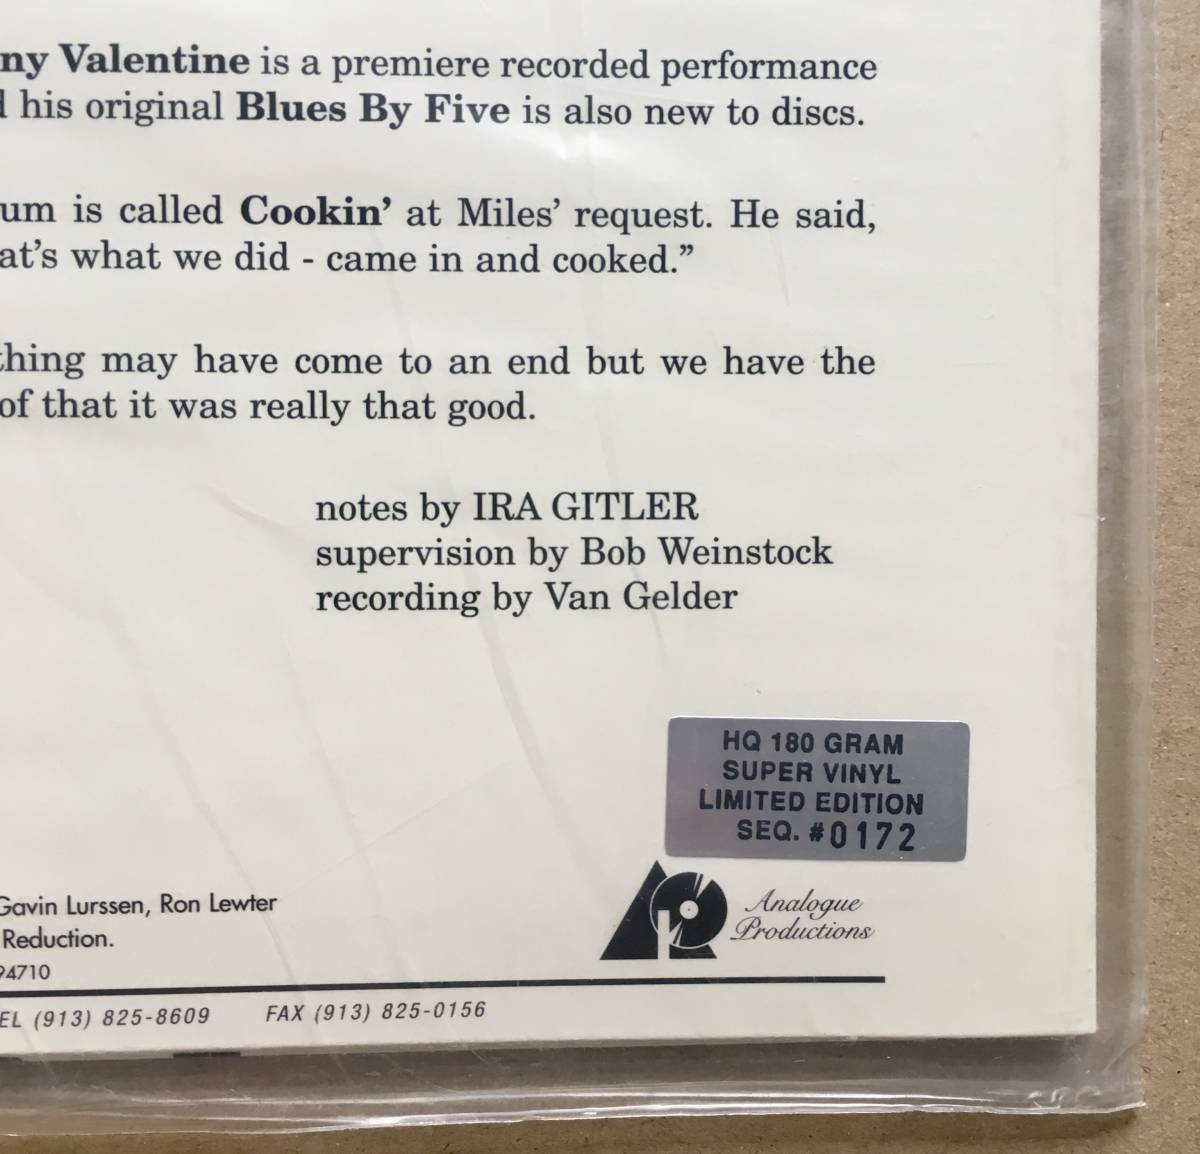 ny Valentine is a premiere recorded performance
his original Blues By Five is also new to discs.
um is called Cookin’ at Miles’ request. He said,
at’s what we did - came in and cooked.”
thing may have come to an end but we have the
of that it was really that good.
notes by IRA GITLER
supervision by Bob Weinstock
recording by Van Gelder
HQ 180 GRAM
SUPER VINYL
LIMITED EDITION
SEQ. #0172
Analogue
Productions
Gavin Lurssen, Ron Lewter
Reduction.
94710
EL (913) 825-8609 FAX (913) 825-0156